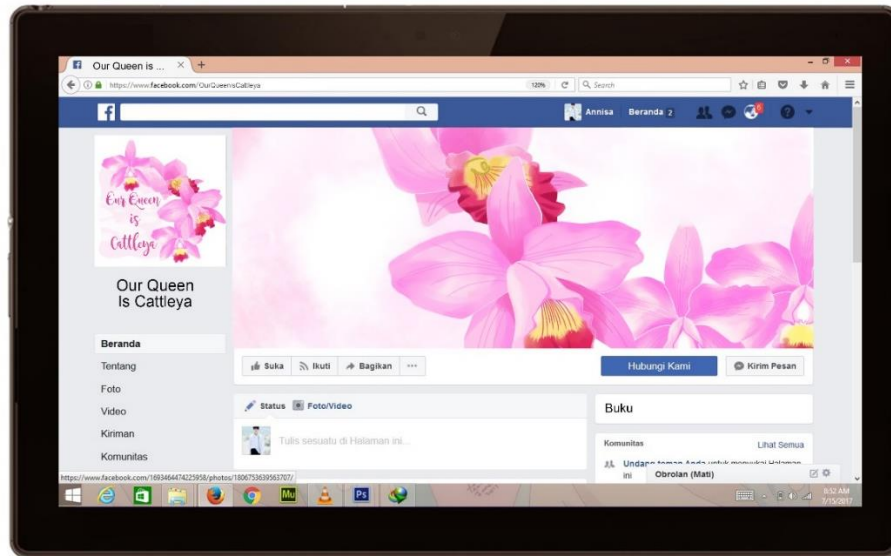 Our Queen is ...
https://www.facebook.com/OurQueenisCattleya
120%
Search
Annisa
Beranda 2
6
Our Queen
is
Cattleya
Our Queen
Is Cattleya
Beranda
Tentang
Foto
Video
Kiriman
Komunitas
Suka
Ikuti
Bagikan
Hubungi Kami
Kirim Pesan
Status
Foto/Video
Tulis sesuatu di Halaman ini...
Buku
Komunitas
Lihat Semua
Undang teman Anda untuk menyukai Halaman
ini
Obrolan (Mati)
https://www.facebook.com/1693464474225958/photos/1806753639563707/
Mu
Ps
8:32 AM
7/15/2017